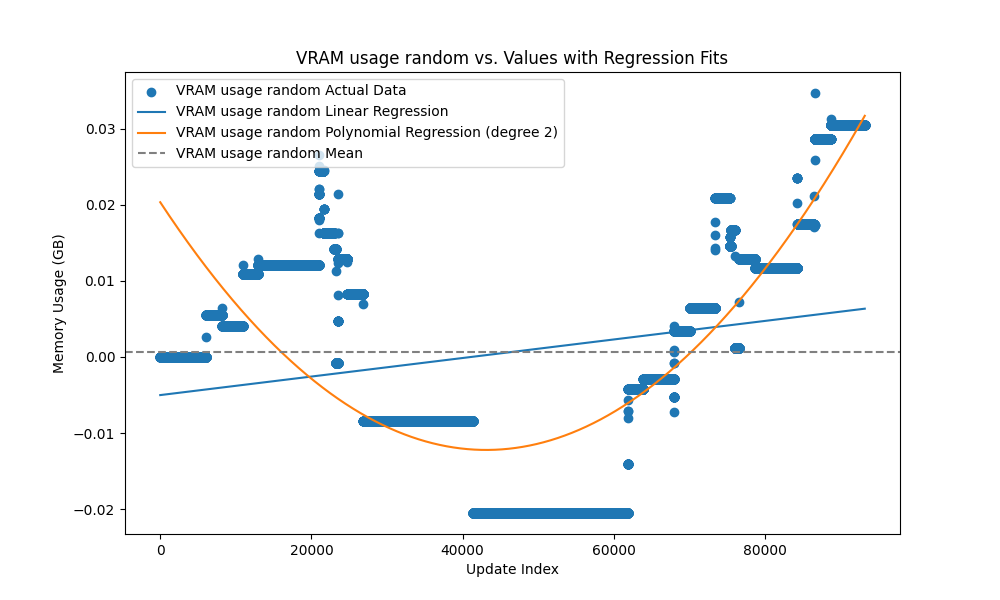 VRAM usage random vs. Values with Regression Fits
VRAM usage random Actual Data
VRAM usage random Linear Regression
VRAM usage random Polynomial Regression (degree 2)
VRAM usage random Mean
Memory Usage (GB)
0.03
0.02
0.01
0.00
−0.01
−0.02
0 20000 40000 60000 80000
Update Index